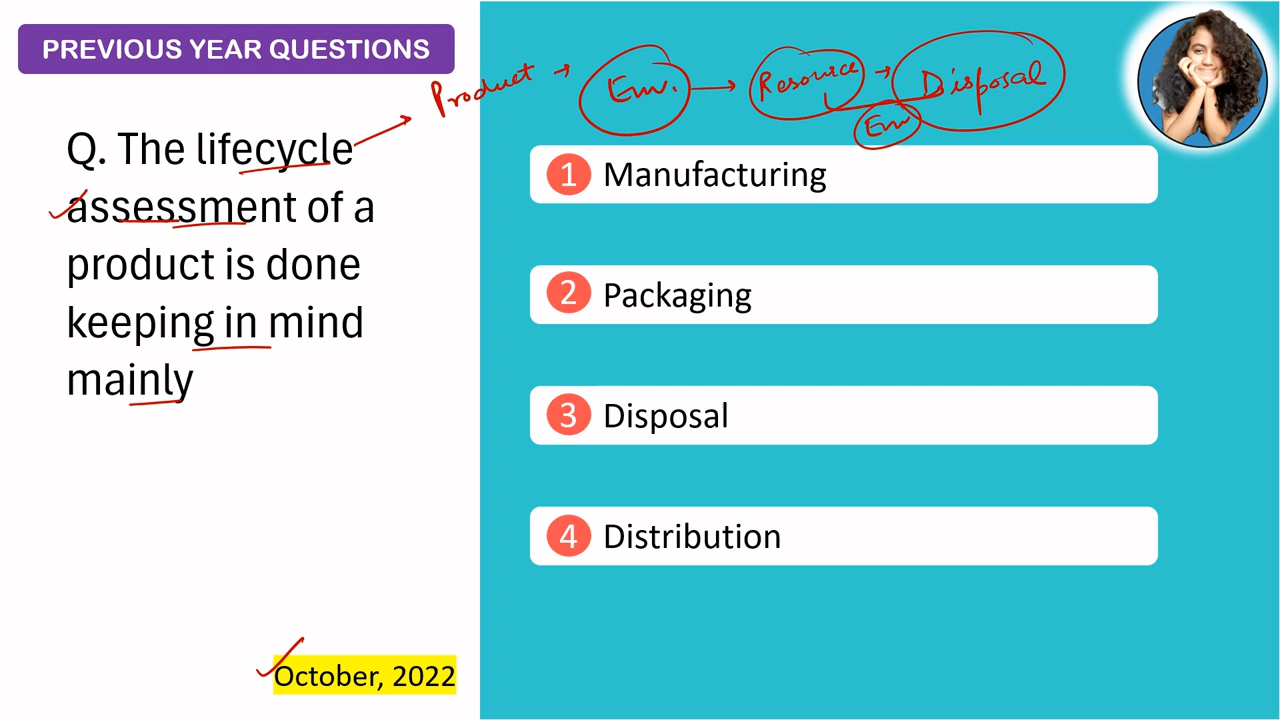 PREVIOUS YEAR QUESTIONS
Product → Env. → Resource → Disposal
Env
Q. The lifecycle
assessment of a
product is done
keeping in mind
mainly
1 Manufacturing
2 Packaging
3 Disposal
4 Distribution
October, 2022